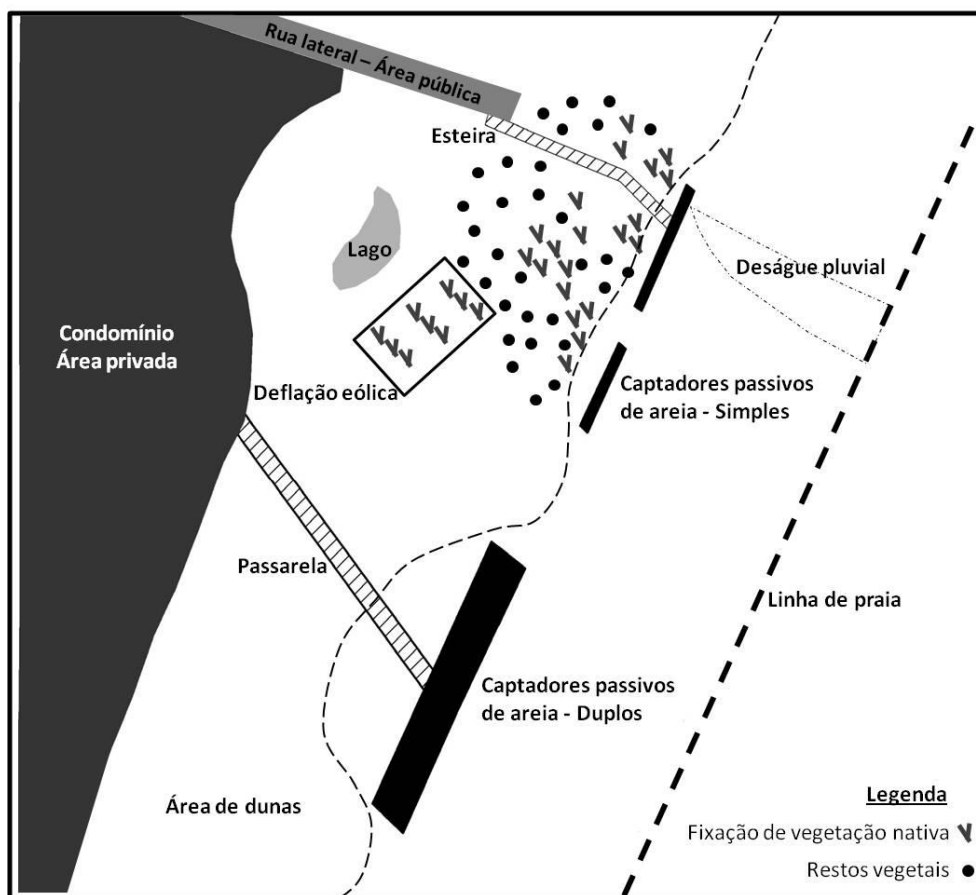 Rua lateral – Área pública
Esteira
Lago
Deságue pluvial
Condomínio
Área privada
Deflação eólica
Captadores passivos
de areia - Simples
Passarela
Linha de praia
Captadores passivos
de areia - Duplos
Área de dunas
Legenda
Fixação de vegetação nativa
Restos vegetais